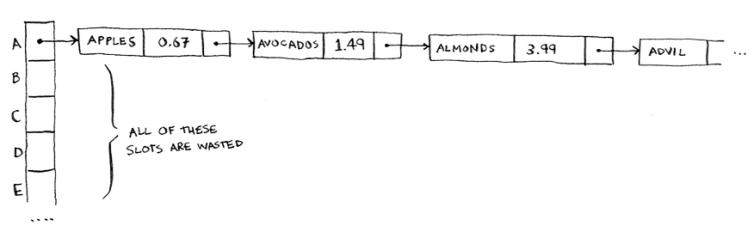 A APPLES 0.67 AVOCADOS 1.49 ALMONDS 3.99 ADVIL ...
B
C
D
E
ALL OF THESE
SLOTS ARE WASTED
....